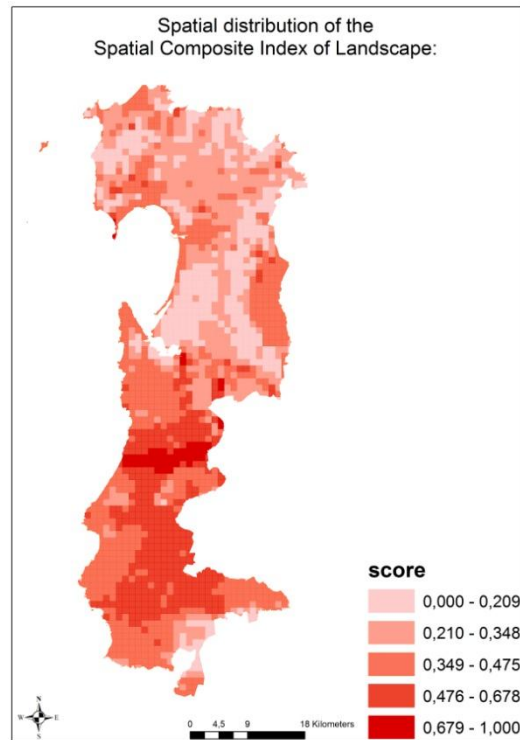 Spatial distribution of the
Spatial Composite Index of Landscape:
score
0,000 - 0,209
0,210 - 0,348
0,349 - 0,475
0,476 - 0,678
0,679 - 1,000
N
W E
S
0 4,5 9 18 Kilometers